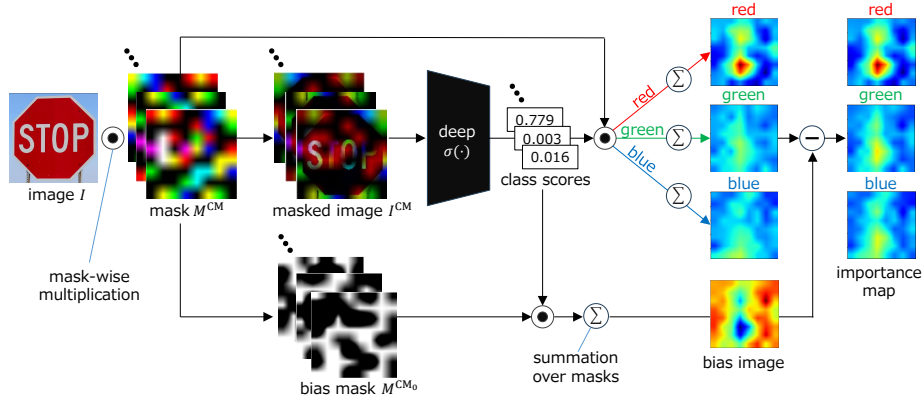 red
red
green
green
blue
blue
red
green
blue
Σ
Σ
Σ
STOP
STOP
image I
mask M^CM
masked image I^CM
deep
σ(·)
0.779
0.003
0.016
class scores
−
mask-wise
multiplication
bias mask M^CM₀
Σ
summation
over masks
bias image
importance
map